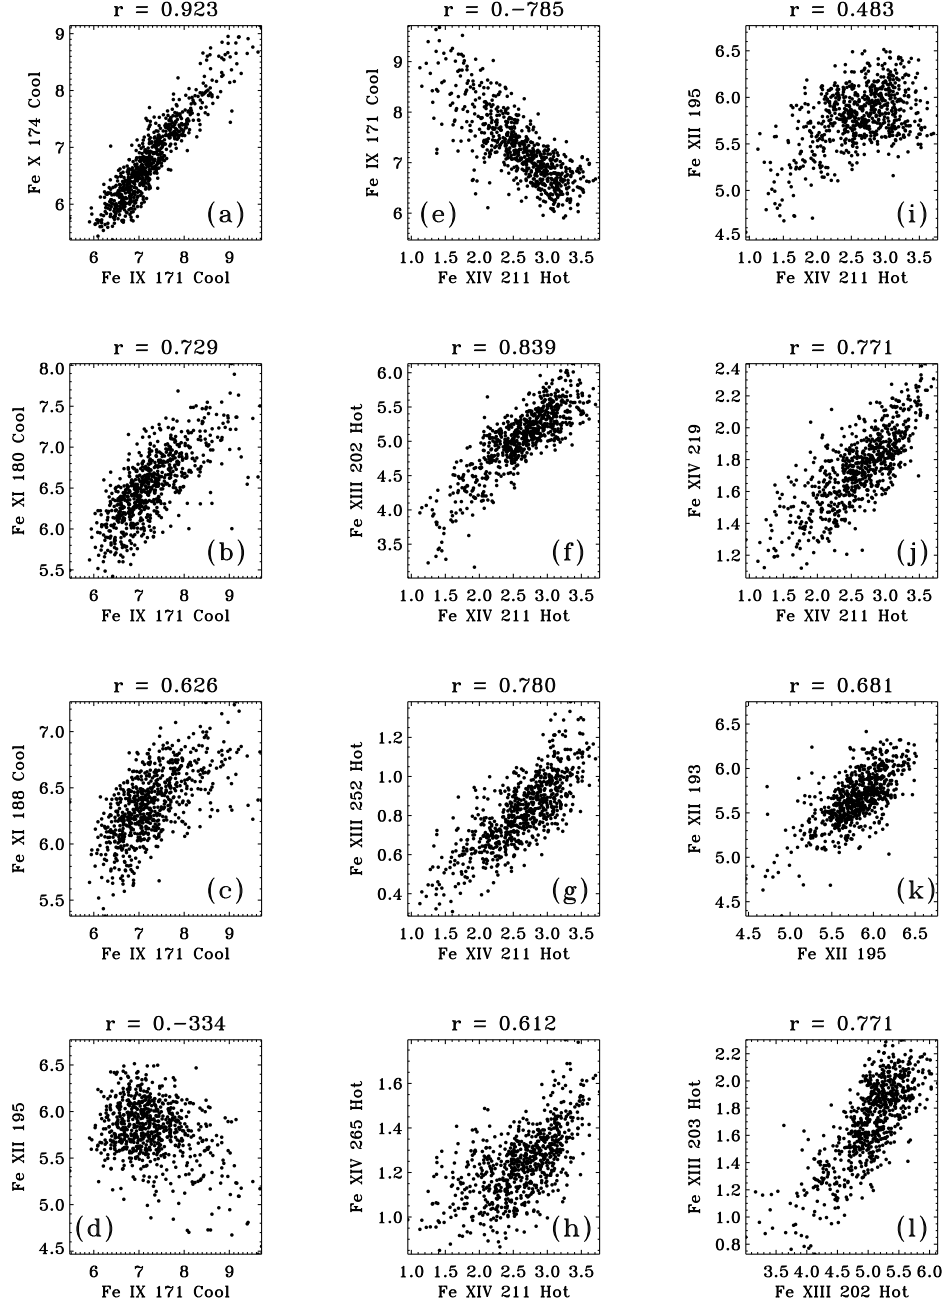 r = 0.923
9
8
7
6
Fe X 174 Cool
(a)
6 7 8 9
Fe IX 171 Cool
r = 0.-785
9
8
7
6
Fe IX 171 Cool
(e)
1.0 1.5 2.0 2.5 3.0 3.5
Fe XIV 211 Hot
r = 0.483
6.5
6.0
5.5
5.0
4.5
Fe XII 195
(i)
1.0 1.5 2.0 2.5 3.0 3.5
Fe XIV 211 Hot
r = 0.729
8.0
7.5
7.0
6.5
6.0
5.5
Fe XI 180 Cool
(b)
6 7 8 9
Fe IX 171 Cool
r = 0.839
6.0
5.5
5.0
4.5
4.0
3.5
Fe XIII 202 Hot
(f)
1.0 1.5 2.0 2.5 3.0 3.5
Fe XIV 211 Hot
r = 0.771
2.4
2.2
2.0
1.8
1.6
1.4
1.2
Fe XIV 219
(j)
1.0 1.5 2.0 2.5 3.0 3.5
Fe XIV 211 Hot
r = 0.626
7.0
6.5
6.0
5.5
Fe XI 188 Cool
(c)
6 7 8 9
Fe IX 171 Cool
r = 0.780
1.2
1.0
0.8
0.6
0.4
Fe XIII 252 Hot
(g)
1.0 1.5 2.0 2.5 3.0 3.5
Fe XIV 211 Hot
r = 0.681
6.5
6.0
5.5
5.0
4.5
Fe XII 193
(k)
4.5 5.0 5.5 6.0 6.5
Fe XII 195
r = 0.-334
6.5
6.0
5.5
5.0
4.5
Fe XII 195
(d)
6 7 8 9
Fe IX 171 Cool
r = 0.612
1.6
1.4
1.2
1.0
Fe XIV 265 Hot
(h)
1.0 1.5 2.0 2.5 3.0 3.5
Fe XIV 211 Hot
r = 0.771
2.2
2.0
1.8
1.6
1.4
1.2
1.0
0.8
Fe XIII 203 Hot
(l)
3.5 4.0 4.5 5.0 5.5 6.0
Fe XIII 202 Hot